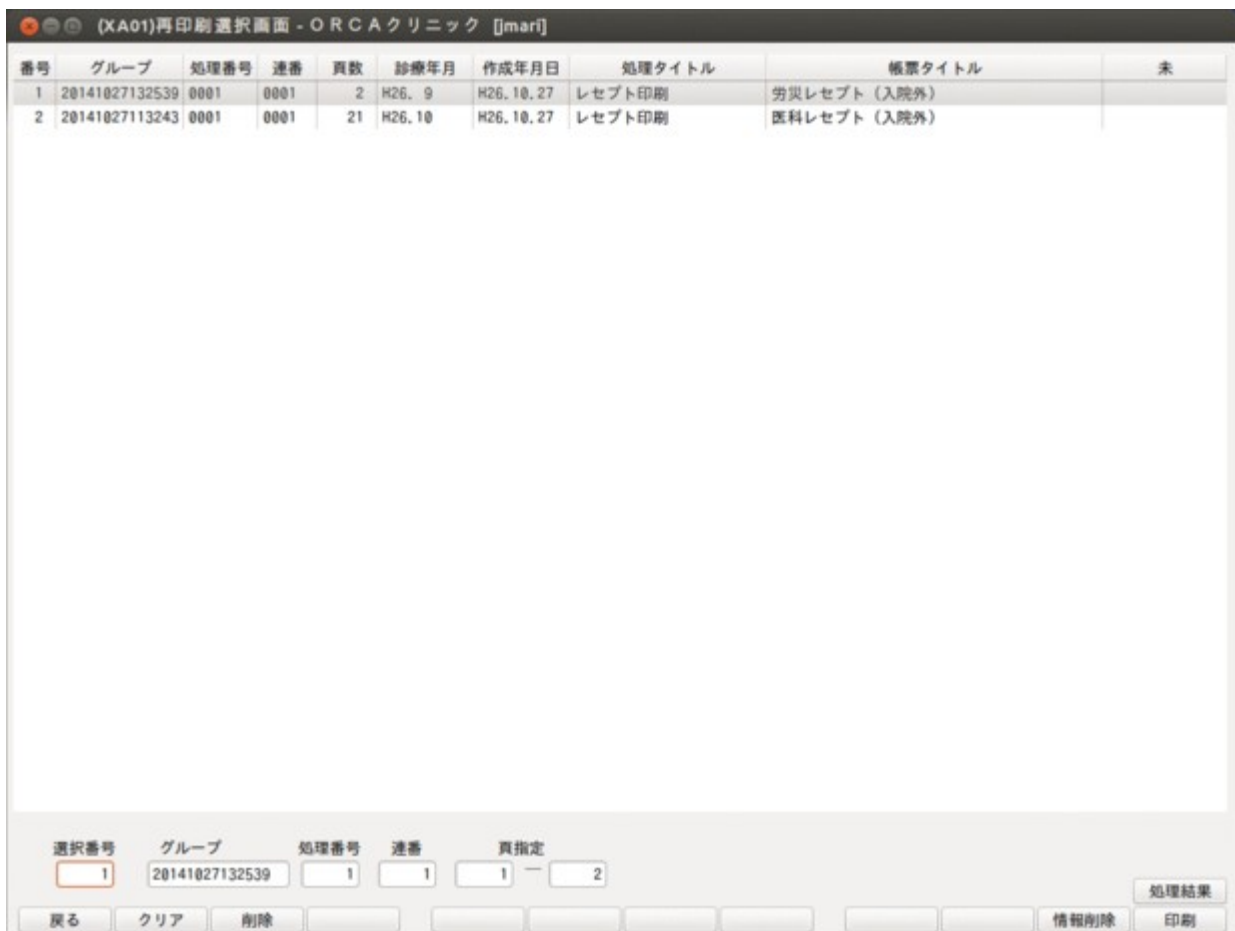 (XA01)再印刷選択画面 - ＯＲＣＡクリニック [jmari]
番号 グループ 処理番号 連番 頁数 診療年月 作成年月日 処理タイトル 帳票タイトル 未
1 20141027132539 0001 0001 2 H26. 9 H26.10.27 レセプト印刷 労災レセプト（入院外）
2 20141027113243 0001 0001 21 H26.10 H26.10.27 レセプト印刷 医科レセプト（入院外）
選択番号 グループ 処理番号 連番 頁指定
1 20141027132539 1 1 1 ― 2
処理結果
戻る クリア 削除 情報削除 印刷